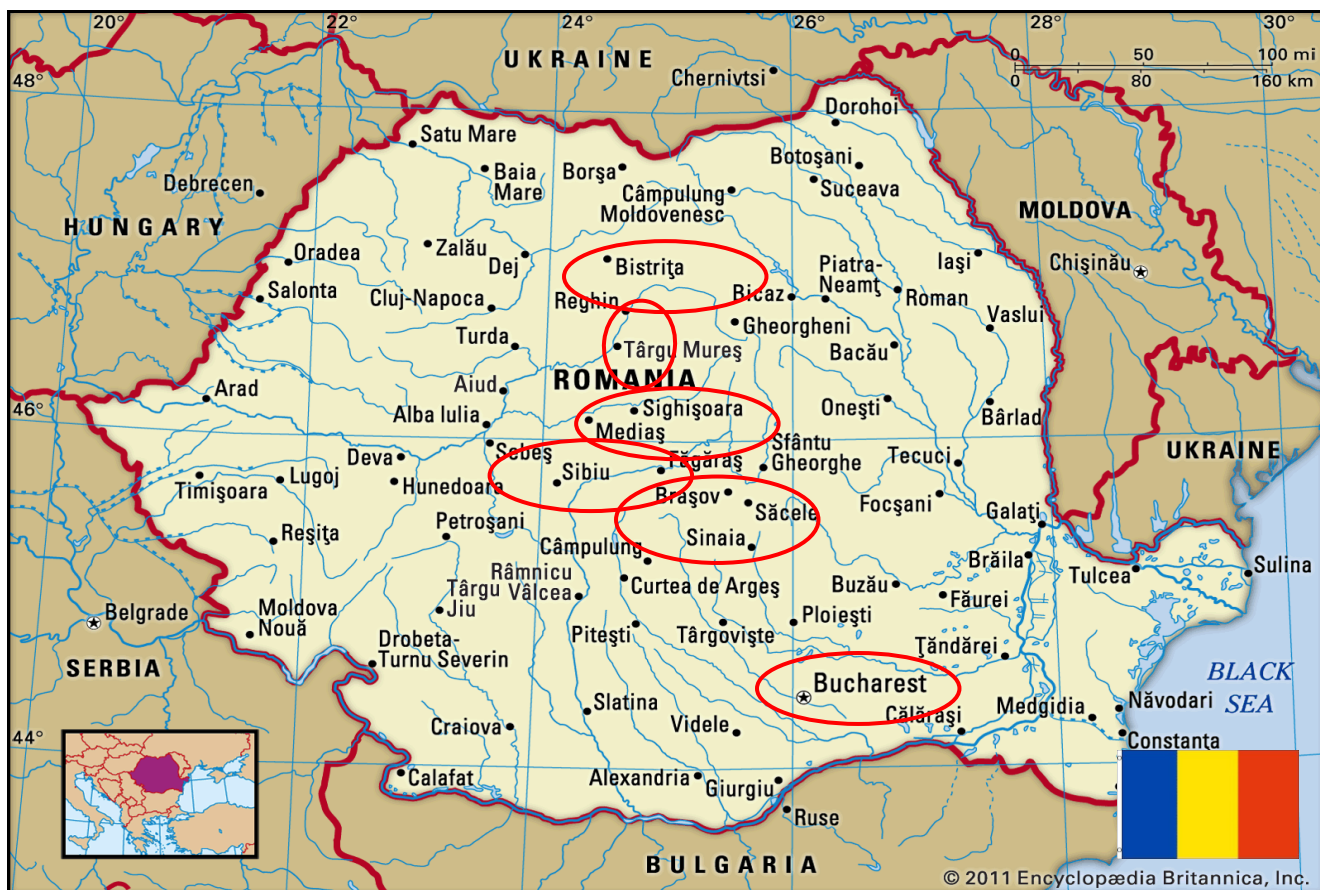 20°
22°
24°
26°
28°
30°
UKRAINE
0 50 100 mi
0 80 160 km
48°
Chernivtsi
Dorohoi
Satu Mare
Botoşani
Baia
Mare
Borşa
Suceava
Debrecen
Câmpulung
Moldovenesc
MOLDOVA
HUNGARY
Oradea
Zalău
Dej
Bistriţa
Piatra-
Neamţ
Iaşi
Chişinău
Salonta
Cluj-Napoca
Reghin
Bicaz
Roman
Turda
Gheorgheni
Vaslui
Târgu Mureş
Bacău
Aiud
ROMANIA
Arad
46°
Alba Iulia
Sighişoara
Mediaş
Oneşti
Bârlad
Sebeş
Făgăraş
Sfântu
Gheorghe
Tecuci
UKRAINE
Deva
Sibiu
Timişoara
Lugoj
Hunedoara
Braşov
Săcele
Focşani
Galaţi
Reşiţa
Petroşani
Sinaia
Câmpulung
Brăila
Tulcea
Sulina
Râmnicu
Vâlcea
Târgu
Jiu
Curtea de Argeş
Buzău
Făurei
Belgrade
Moldova
Nouă
Piteşti
Târgovişte
Ploieşti
Drobeta-
Turnu Severin
Ţăndărei
SERBIA
Bucharest
BLACK
SEA
Slatina
Călăraşi
Medgidia
Năvodari
Craiova
Videle
44°
Constanţa
Calafat
Alexandria
Giurgiu
Ruse
BULGARIA
© 2011 Encyclopædia Britannica, Inc.